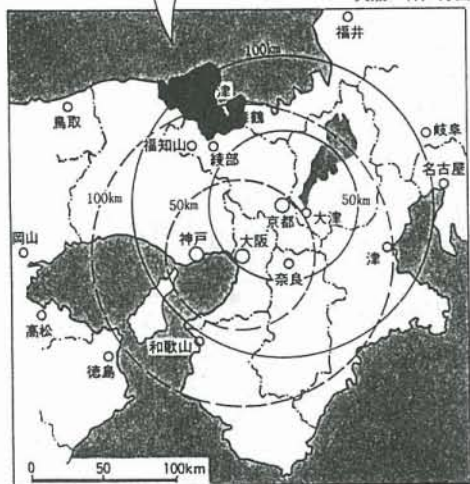 福井
100km
津
鶴
鳥取
福知山
綾部
岐阜
名古屋
100km
50km
50km
京都
大津
岡山
神戸
大阪
津
奈良
高松
和歌山
徳島
0 50 100km